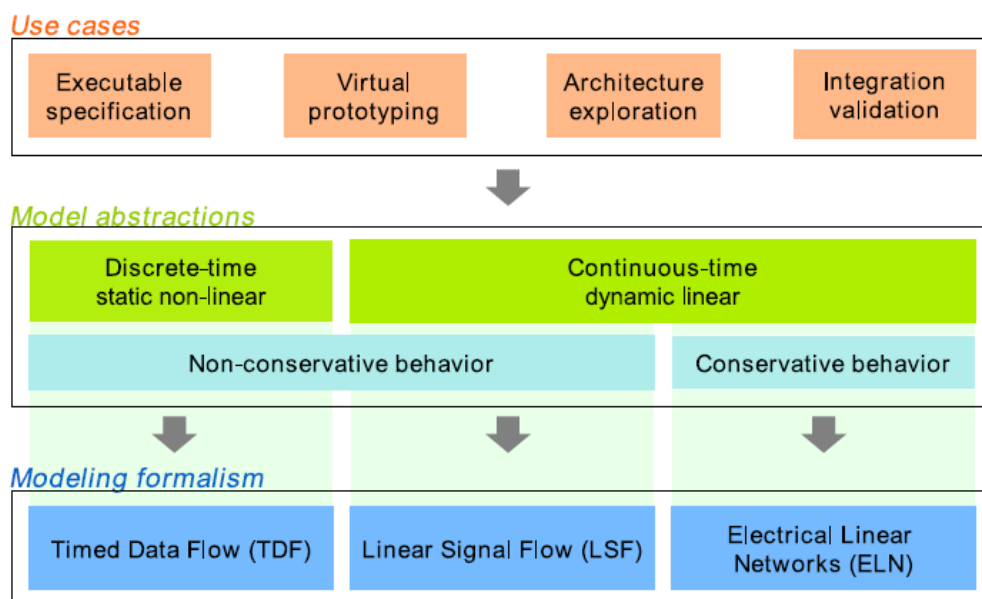 Use cases
Executable
specification
Virtual
prototyping
Architecture
exploration
Integration
validation
Model abstractions
Discrete-time
static non-linear
Continuous-time
dynamic linear
Non-conservative behavior
Conservative behavior
Modeling formalism
Timed Data Flow (TDF)
Linear Signal Flow (LSF)
Electrical Linear
Networks (ELN)